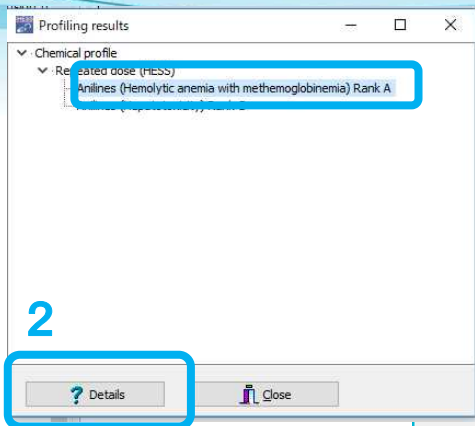 Profiling results
Chemical profile
Repeated dose (HESS)
Anilines (Hemolytic anemia with methemoglobinemia) Rank A
2
? Details
Close